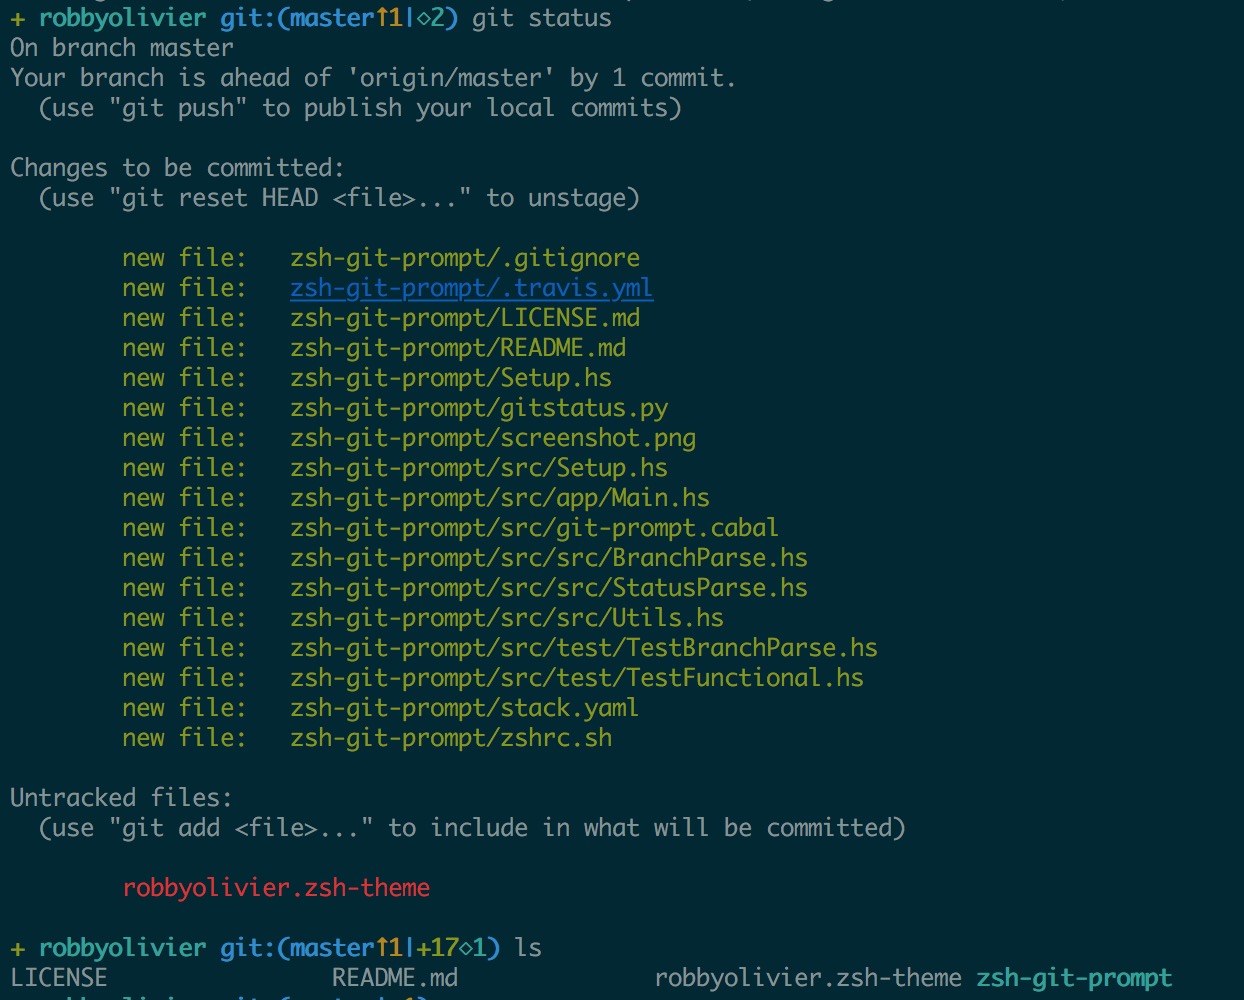 + robbyolivier git:(master↑1|⋄2) git status
On branch master
Your branch is ahead of 'origin/master' by 1 commit.
  (use "git push" to publish your local commits)
Changes to be committed:
  (use "git reset HEAD <file>..." to unstage)
        new file:   zsh-git-prompt/.gitignore
        new file:   zsh-git-prompt/.travis.yml
        new file:   zsh-git-prompt/LICENSE.md
        new file:   zsh-git-prompt/README.md
        new file:   zsh-git-prompt/Setup.hs
        new file:   zsh-git-prompt/gitstatus.py
        new file:   zsh-git-prompt/screenshot.png
        new file:   zsh-git-prompt/src/Setup.hs
        new file:   zsh-git-prompt/src/app/Main.hs
        new file:   zsh-git-prompt/src/git-prompt.cabal
        new file:   zsh-git-prompt/src/src/BranchParse.hs
        new file:   zsh-git-prompt/src/src/StatusParse.hs
        new file:   zsh-git-prompt/src/src/Utils.hs
        new file:   zsh-git-prompt/src/test/TestBranchParse.hs
        new file:   zsh-git-prompt/src/test/TestFunctional.hs
        new file:   zsh-git-prompt/stack.yaml
        new file:   zsh-git-prompt/zshrc.sh
Untracked files:
  (use "git add <file>..." to include in what will be committed)
        robbyolivier.zsh-theme
+ robbyolivier git:(master↑1|+17⋄1) ls
LICENSE                README.md              robbyolivier.zsh-theme zsh-git-prompt